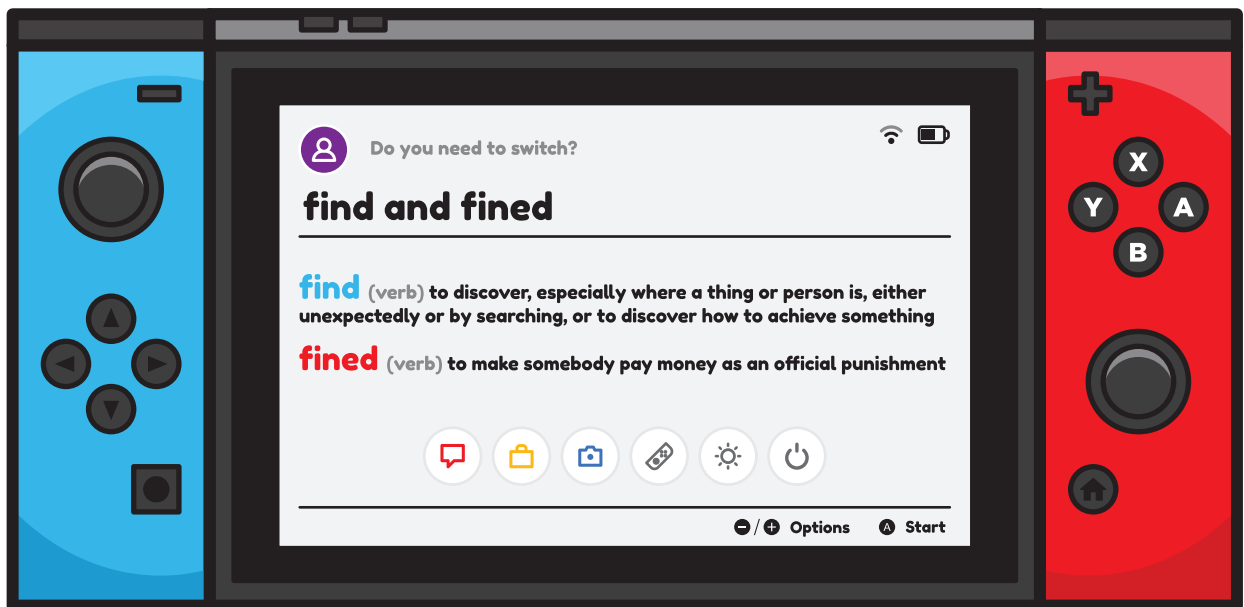 Do you need to switch?
find and fined
find (verb) to discover, especially where a thing or person is, either
unexpectedly or by searching, or to discover how to achieve something
fined (verb) to make somebody pay money as an official punishment
X
Y A
B
/ Options A Start